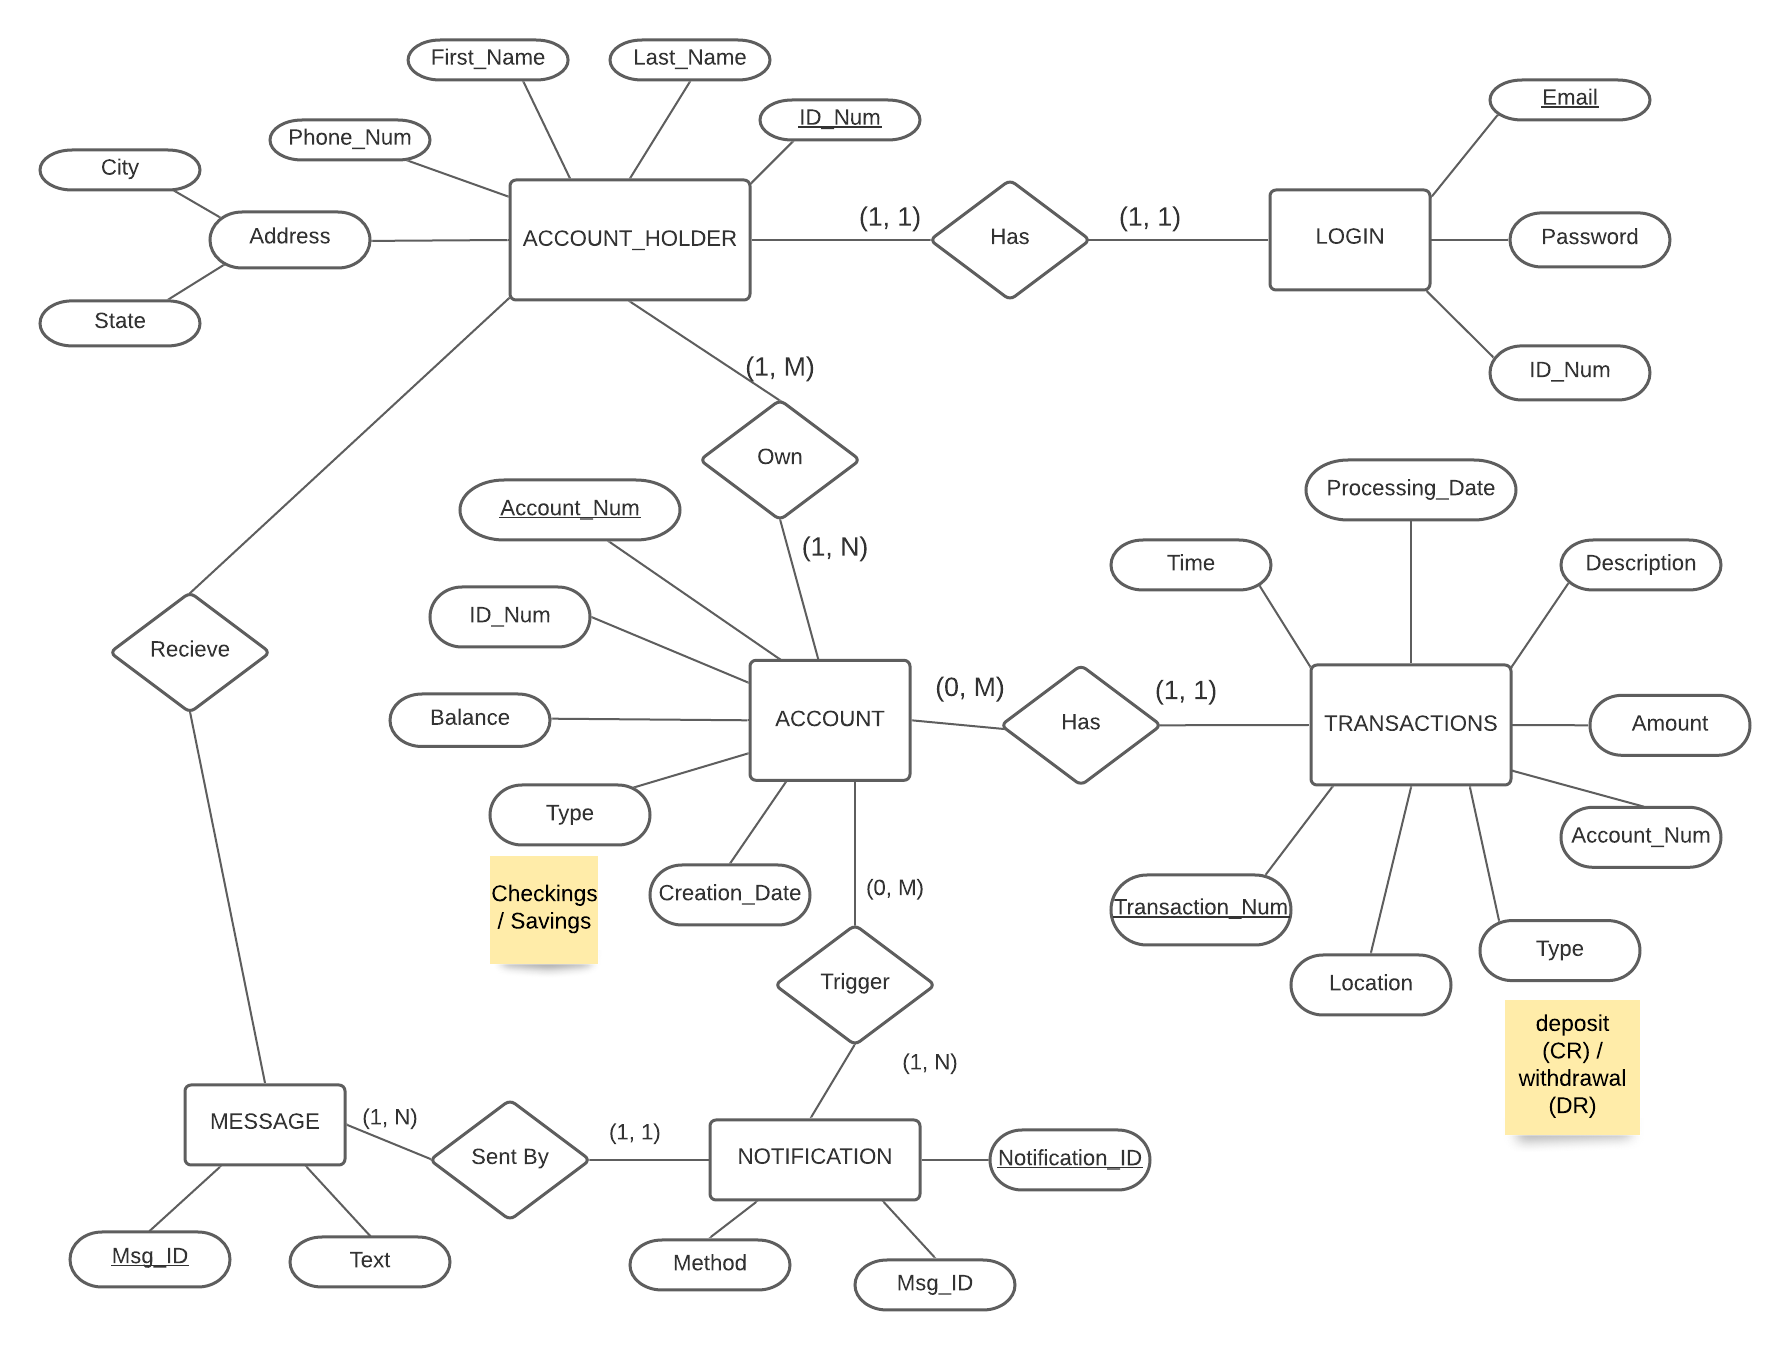 First_Name
Last_Name
ID_Num
Email
Phone_Num
City
Address
ACCOUNT_HOLDER
(1, 1)
Has
(1, 1)
LOGIN
Password
State
ID_Num
(1, M)
Own
Account_Num
(1, N)
Processing_Date
Time
Description
ID_Num
Recieve
Balance
ACCOUNT
(0, M)
Has
(1, 1)
TRANSACTIONS
Amount
Type
Account_Num
Checkings
/ Savings
Creation_Date
(0, M)
Transaction_Num
Type
Trigger
Location
deposit
(CR) /
withdrawal
(DR)
(1, N)
MESSAGE
(1, N)
Sent By
(1, 1)
NOTIFICATION
Notification_ID
Msg_ID
Text
Method
Msg_ID